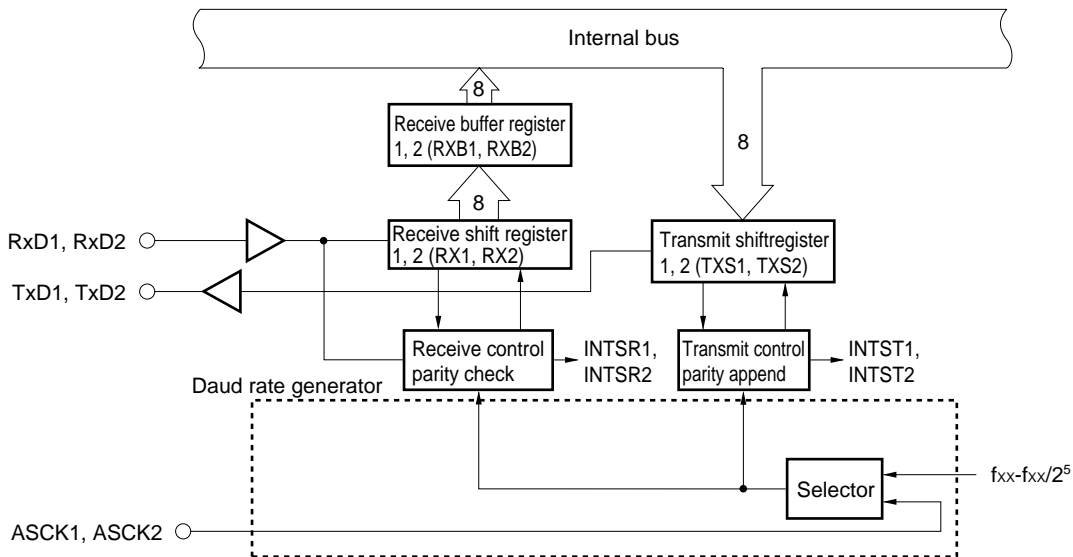 Internal bus
8
Receive buffer register
1, 2 (RXB1, RXB2)
8
8
RxD1, RxD2
Receive shift register
1, 2 (RX1, RX2)
Transmit shiftregister
1, 2 (TXS1, TXS2)
TxD1, TxD2
Receive control
parity check
INTSR1,
INTSR2
Transmit control
parity append
INTST1,
INTST2
Daud rate generator
Selector
fxx-fxx/2⁵
ASCK1, ASCK2